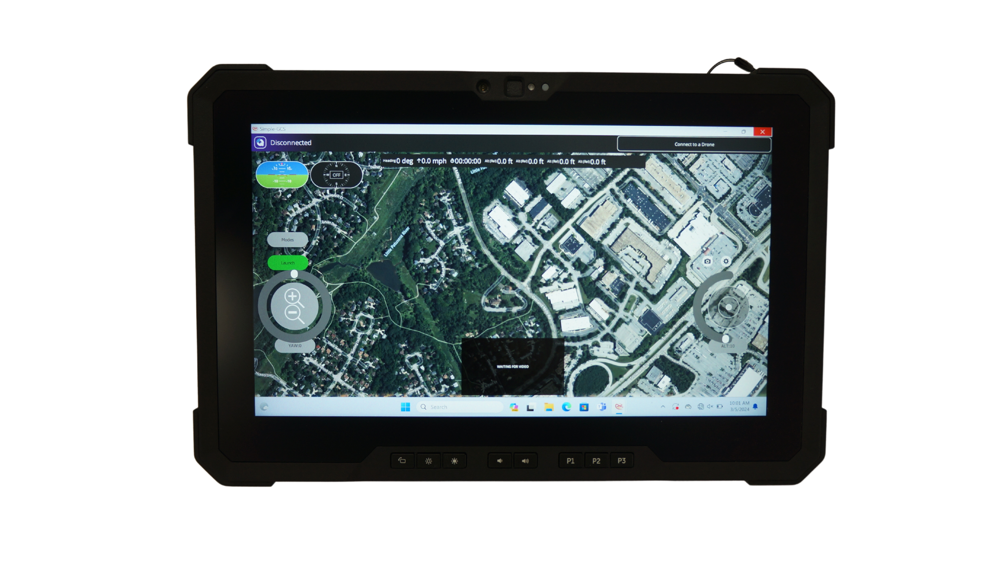 Simple-GCS
Disconnected
Connect to a Drone
Heading 0 deg ↑0.0 mph 00:00:00 Alt (Rel) 0.0 ft Alt (Rel) 0.0 ft Alt (Rel) 0.0 ft Alt (Rel) 0.0 ft
10 10
-10 -10
N
W OFF E
S
Little Patuxent River
Modes
Launch
YAW:0
ALT:10
WAITING FOR VIDEO
Search
10:01 AM
3/5/2024
P1 P2 P3